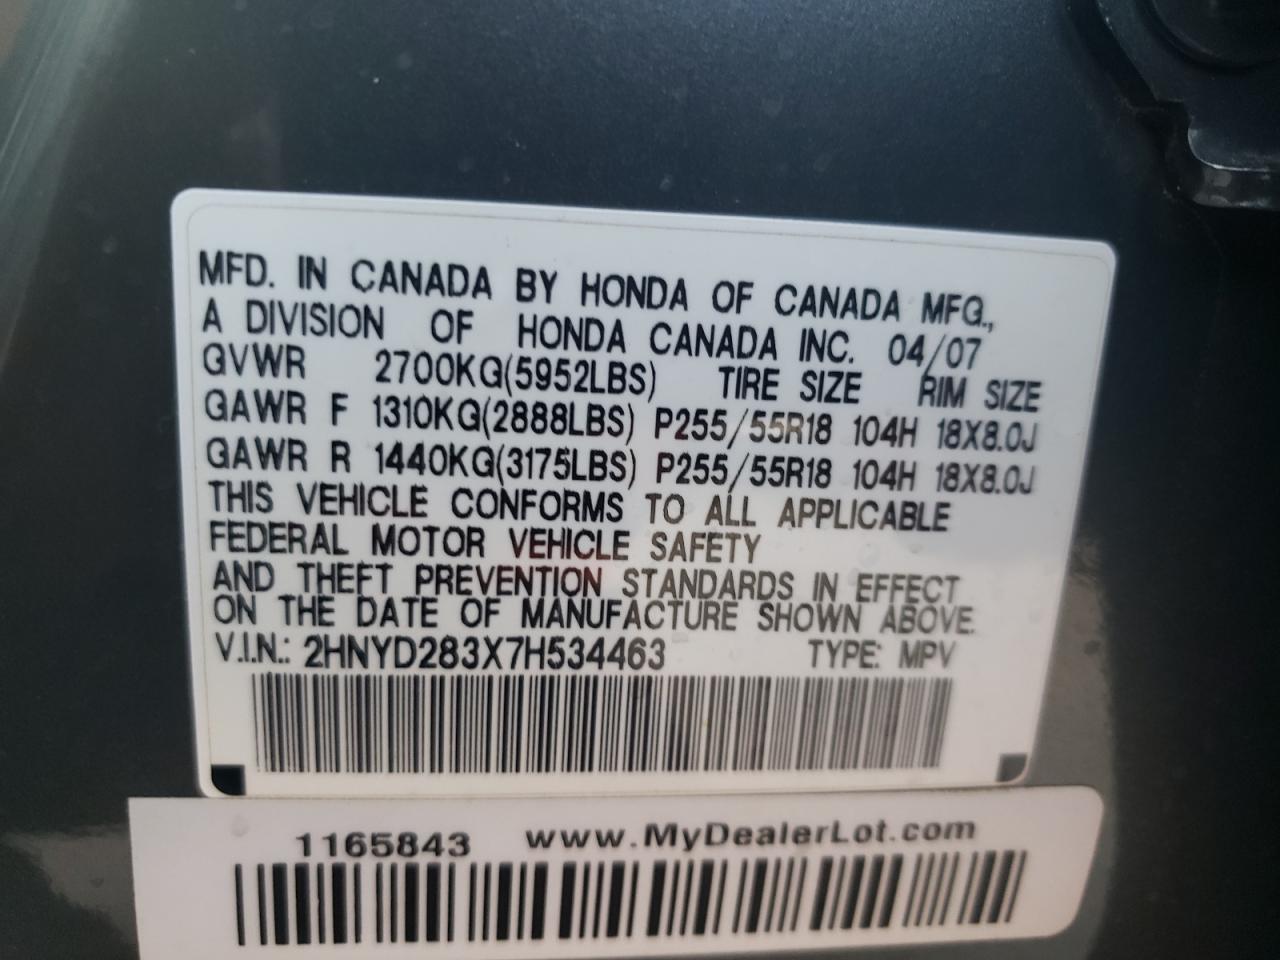 MFD. IN CANADA BY HONDA OF CANADA MFG.,
A DIVISION OF HONDA CANADA INC. 04/07
GVWR 2700KG(5952LBS) TIRE SIZE RIM SIZE
GAWR F 1310KG(2888LBS) P255/55R18 104H 18X8.0J
GAWR R 1440KG(3175LBS) P255/55R18 104H 18X8.0J
THIS VEHICLE CONFORMS TO ALL APPLICABLE
FEDERAL MOTOR VEHICLE SAFETY
AND THEFT PREVENTION STANDARDS IN EFFECT
ON THE DATE OF MANUFACTURE SHOWN ABOVE.
V.I.N.: 2HNYD283X7H534463 TYPE: MPV
1165843 www.MyDealerLot.com